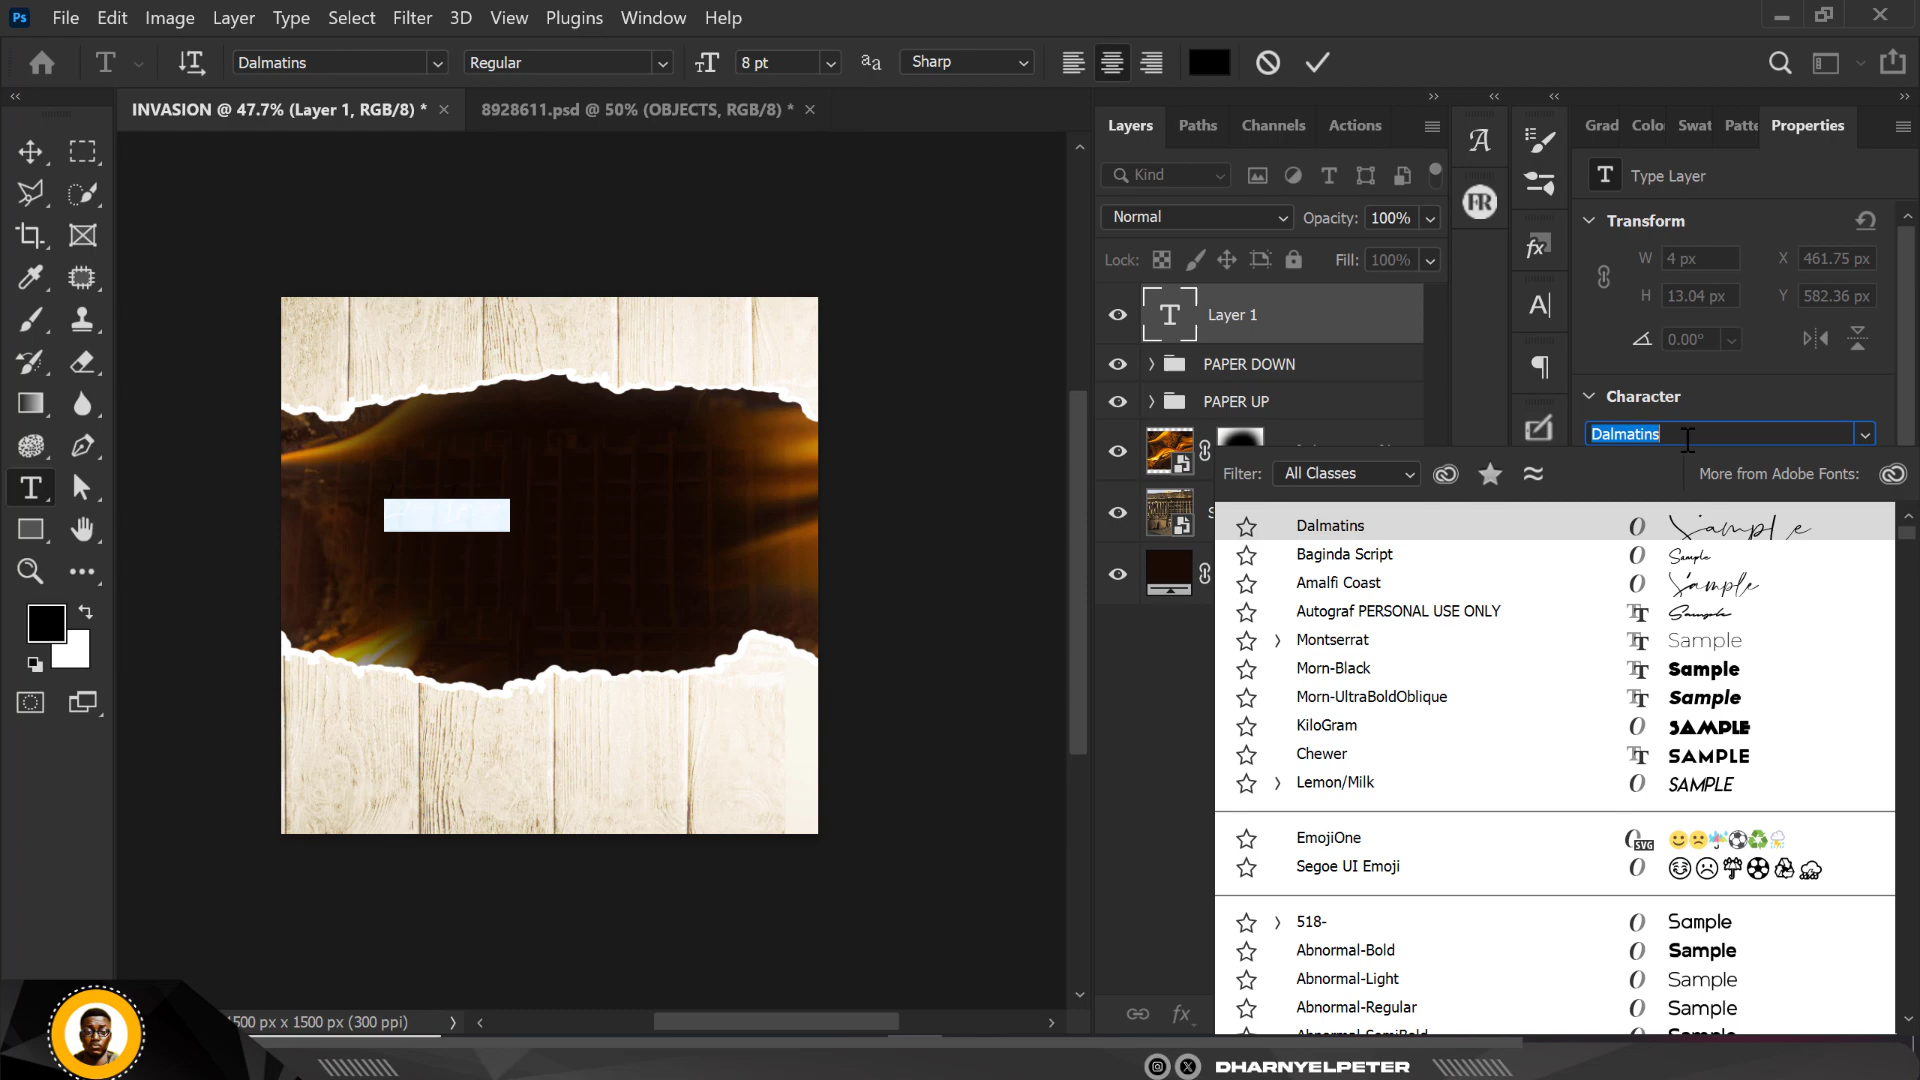 Ps File Edit Image Layer Type Select Filter 3D View Plugins Window Help
Dalmatins Regular 8 pt Sharp
INVASION @ 47.7% (Layer 1, RGB/8) * 8928611.psd @ 50% (OBJECTS, RGB/8) *
Layers Paths Channels Actions
Kind
Normal Opacity: 100%
Lock: Fill: 100%
Layer 1
PAPER DOWN
PAPER UP
Grad Colo Swat Patte Properties
Type Layer
Transform
W 4 px X 461.75 px
H 13.04 px Y 582.36 px
0.00°
Character
Dalmatins
Filter: All Classes More from Adobe Fonts:
Dalmatins Sample
Baginda Script Sample
Amalfi Coast Sample
Autograf PERSONAL USE ONLY Sample
Montserrat Sample
Morn-Black Sample
Morn-UltraBoldOblique Sample
KiloGram SAMPLE
Chewer SAMPLE
Lemon/Milk SAMPLE
EmojiOne
Segoe UI Emoji
518- Sample
Abnormal-Bold Sample
Abnormal-Light Sample
Abnormal-Regular Sample
1500 px x 1500 px (300 ppi)
DHARNYELPETER